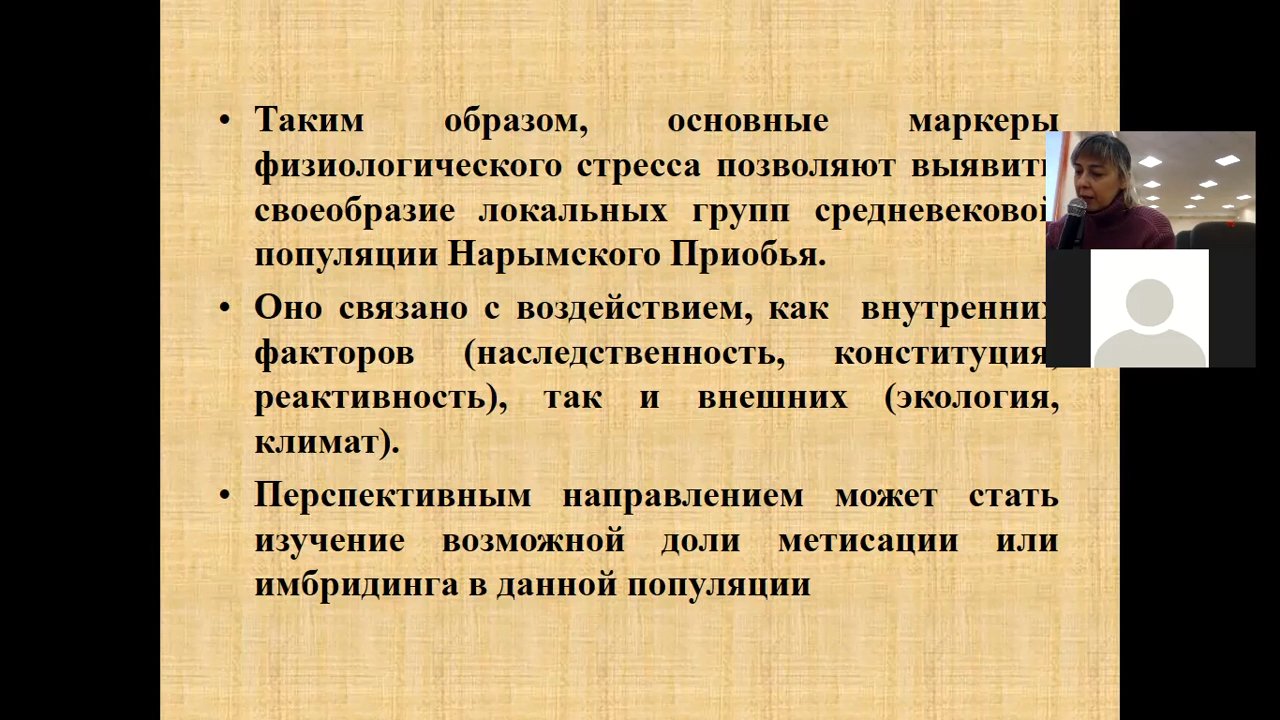 • Таким образом, основные маркеры
физиологического стресса позволяют выявить
своеобразие локальных групп средневековой
популяции Нарымского Приобья.
• Оно связано с воздействием, как внутренних
факторов (наследственность, конституция,
реактивность), так и внешних (экология,
климат).
• Перспективным направлением может стать
изучение возможной доли метисации или
имбридинга в данной популяции